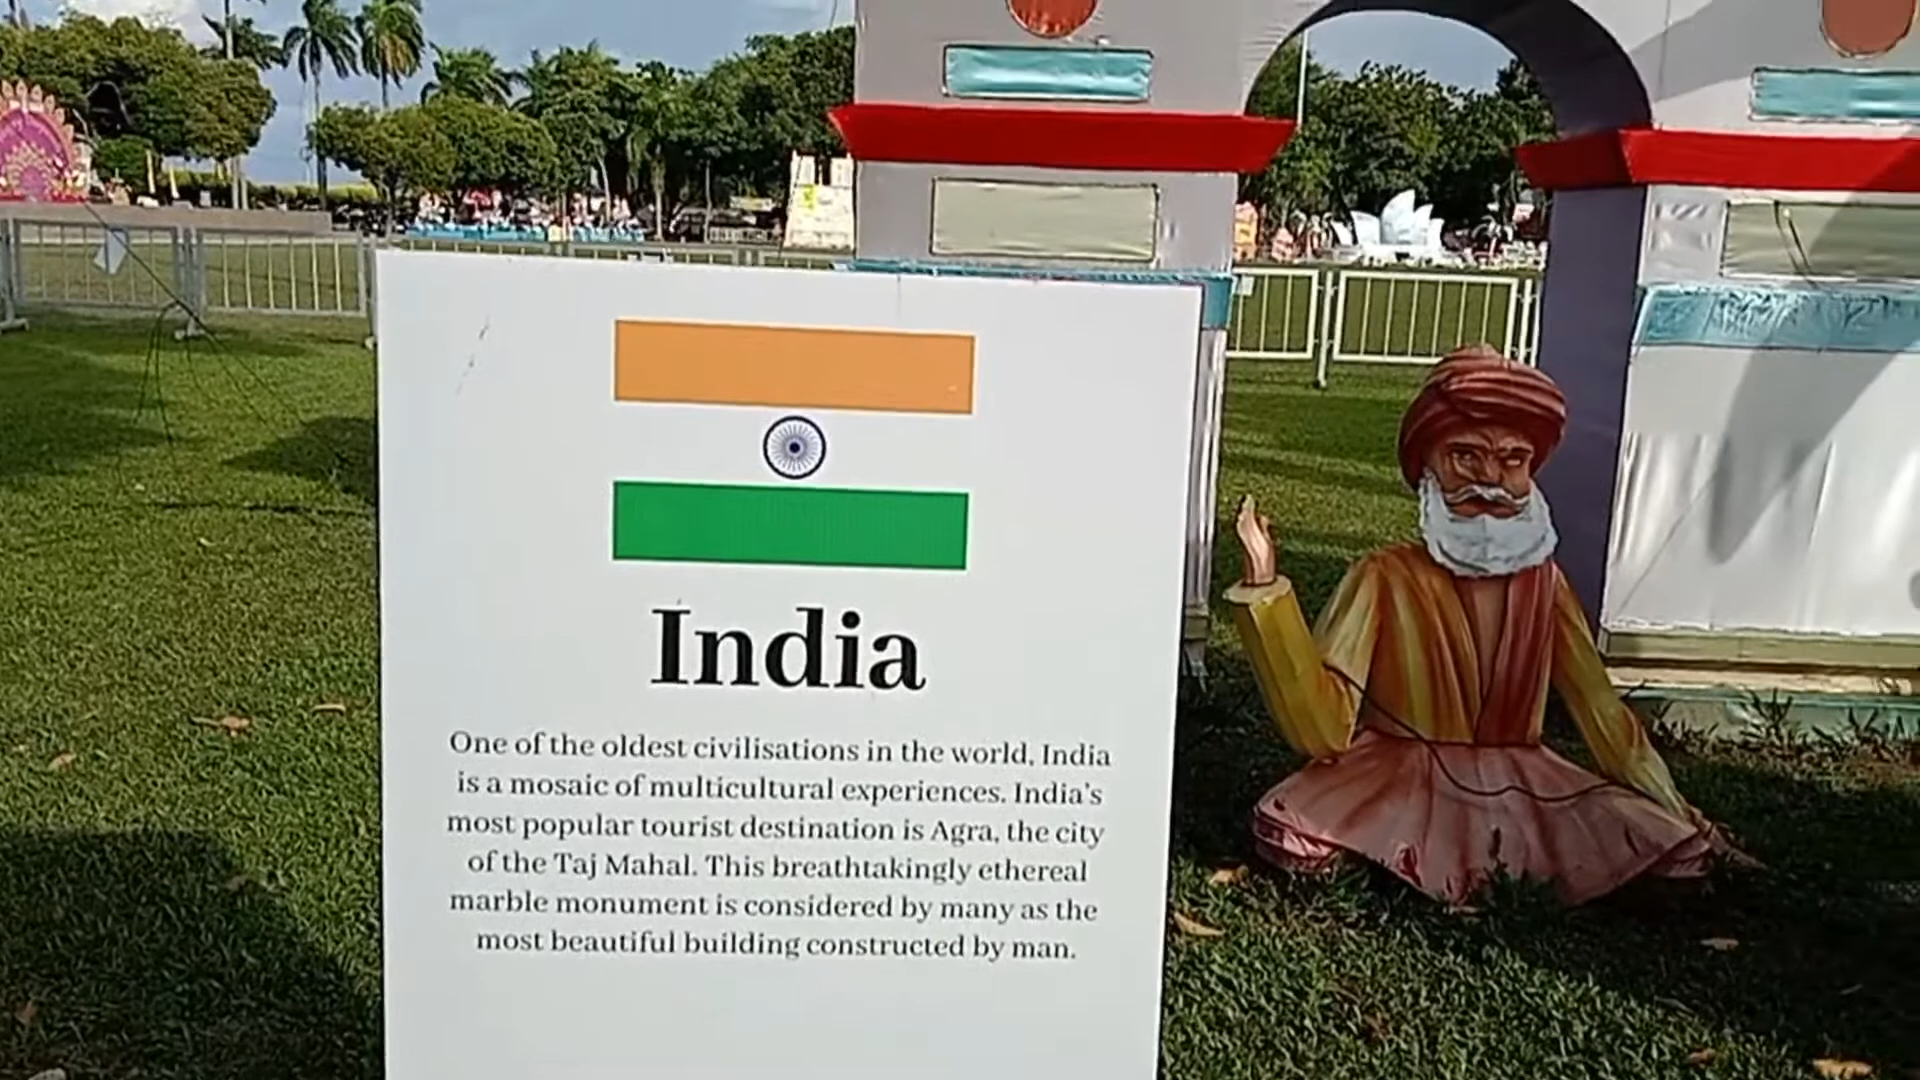 India
One of the oldest civilisations in the world, India
is a mosaic of multicultural experiences. India's
most popular tourist destination is Agra, the city
of the Taj Mahal. This breathtakingly ethereal
marble monument is considered by many as the
most beautiful building constructed by man.